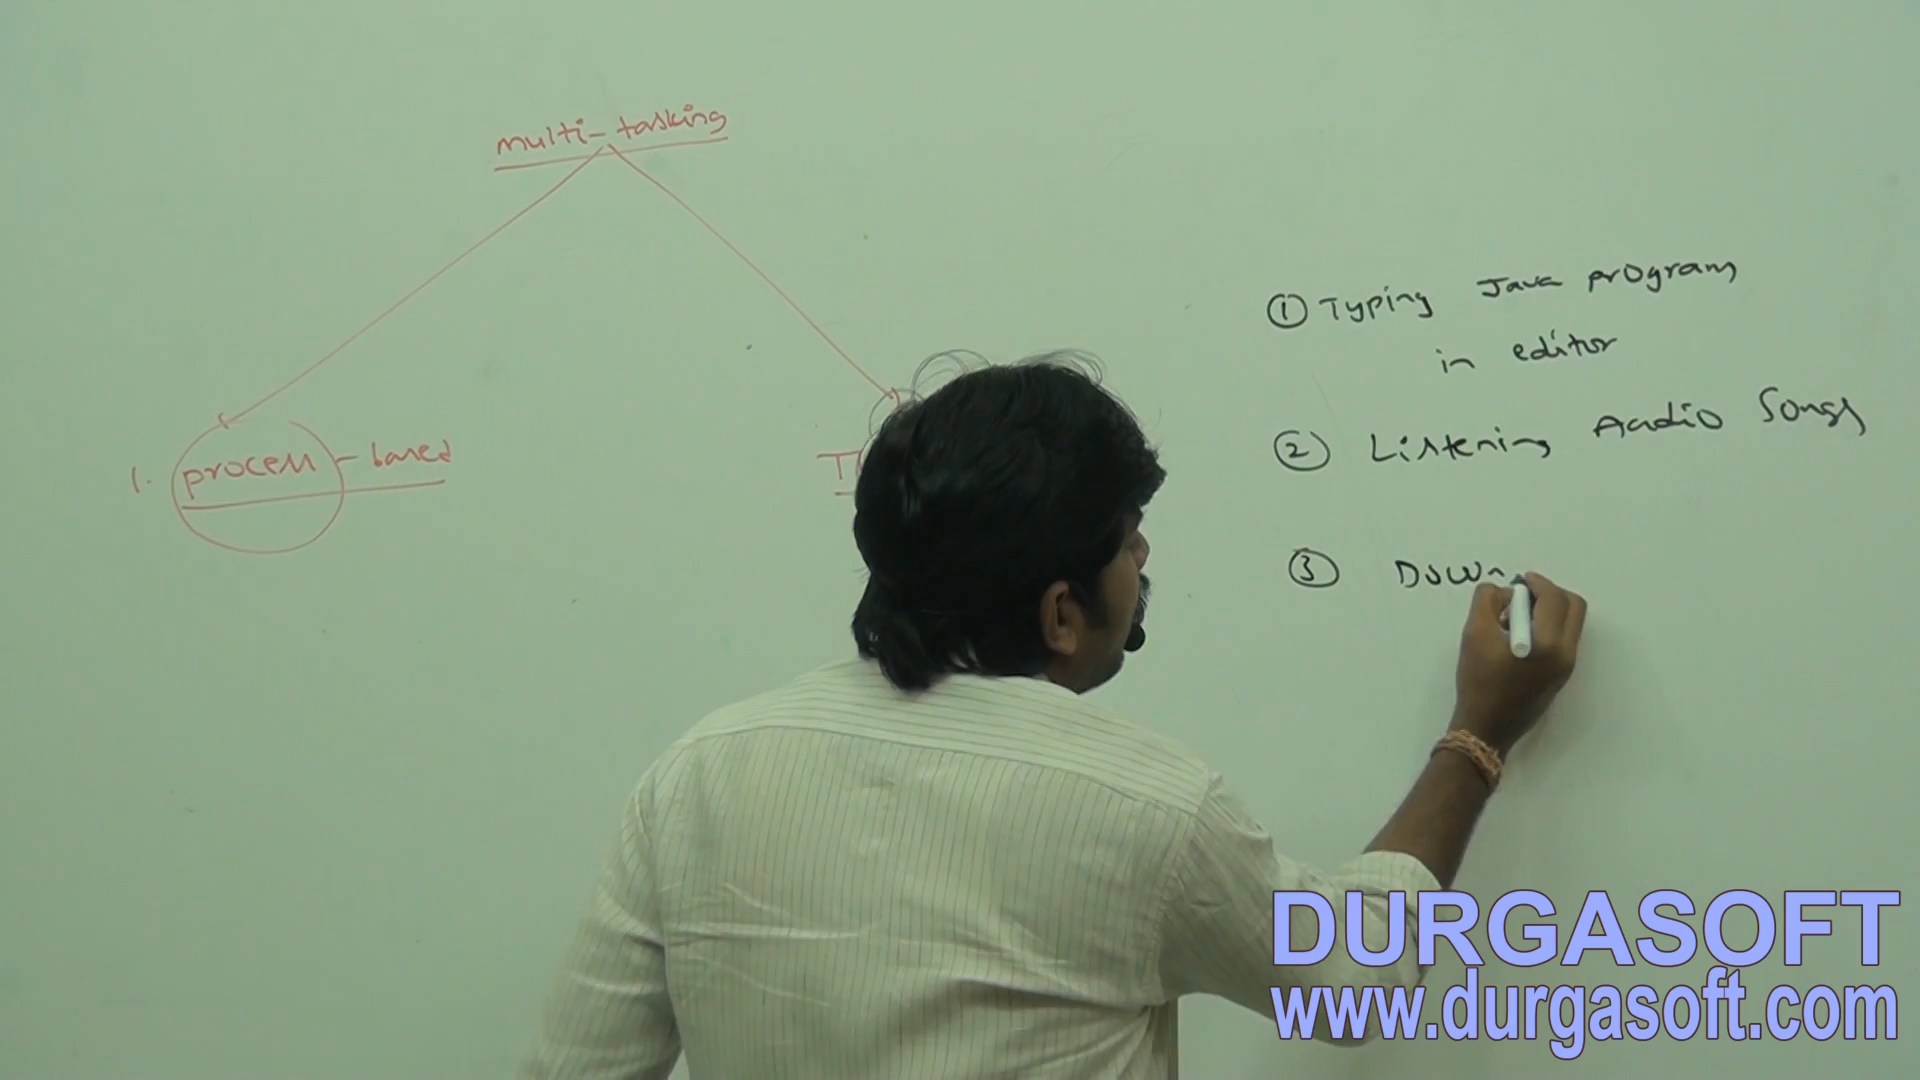 multi-tasking
1. process-based
① Typing Java program
in editor
② Listening Audio Songs
③ Down
DURGASOFT
www.durgasoft.com